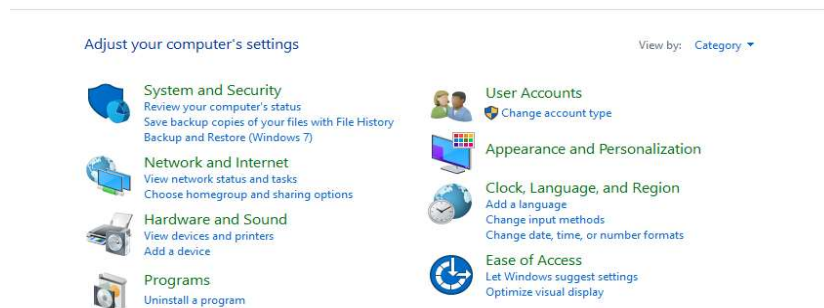 Adjust your computer's settings
View by: Category
System and Security
Review your computer's status
Save backup copies of your files with File History
Backup and Restore (Windows 7)
Network and Internet
View network status and tasks
Choose homegroup and sharing options
Hardware and Sound
View devices and printers
Add a device
Programs
Uninstall a program
User Accounts
Change account type
Appearance and Personalization
Clock, Language, and Region
Add a language
Change input methods
Change date, time, or number formats
Ease of Access
Let Windows suggest settings
Optimize visual display